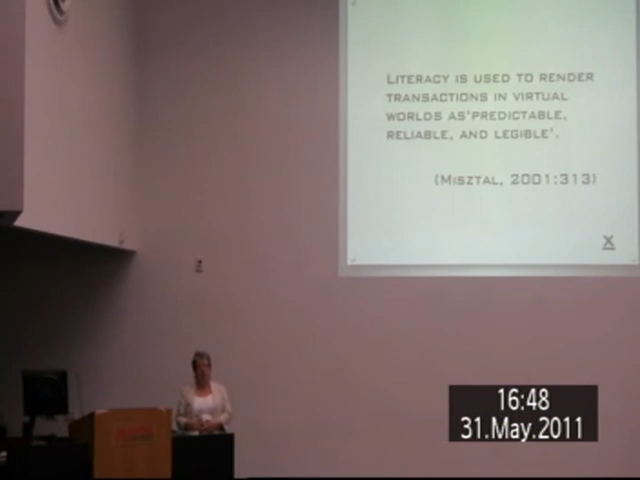 LITERACY IS USED TO RENDER
TRANSACTIONS IN VIRTUAL
WORLDS AS'PREDICTABLE,
RELIABLE, AND LEGIBLE'.
(MISZTAL, 2001:313)
16:48
31.May.2011